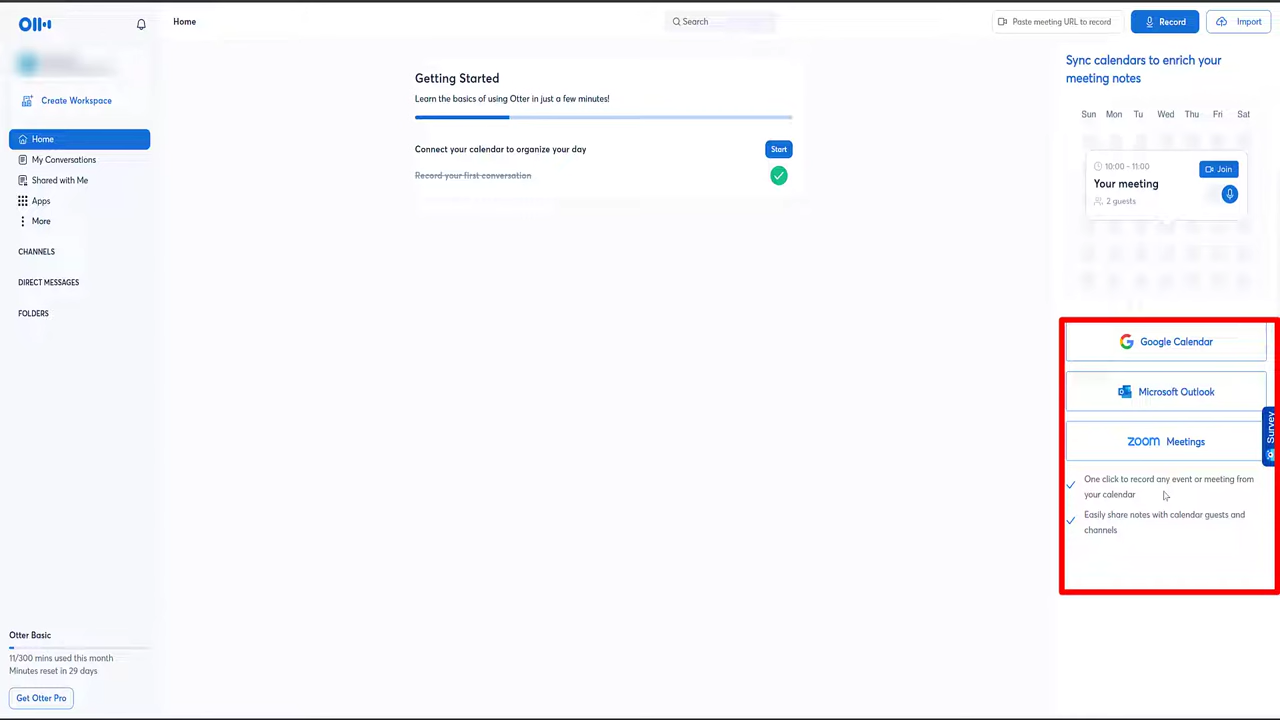 Home
Search
Paste meeting URL to record
Record
Import
Create Workspace
Home
My Conversations
Shared with Me
Apps
More
CHANNELS
DIRECT MESSAGES
FOLDERS
Otter Basic
11/300 mins used this month
Minutes reset in 29 days
Get Otter Pro
Getting Started
Learn the basics of using Otter in just a few minutes!
Connect your calendar to organize your day
Start
Record your first conversation
Sync calendars to enrich your
meeting notes
Sun Mon Tu Wed Thu Fri Sat
10:00 - 11:00
Join
Your meeting
2 guests
Google Calendar
Microsoft Outlook
zoom Meetings
Survey
One click to record any event or meeting from
your calendar
Easily share notes with calendar guests and
channels